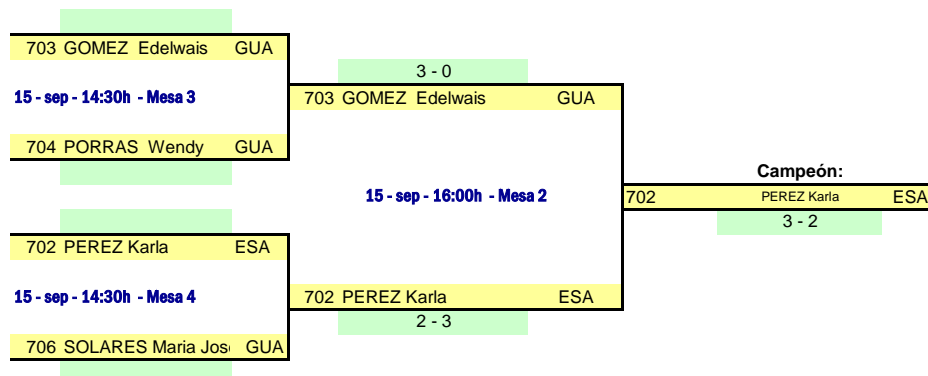 703 GOMEZ Edelwais GUA
15 - sep - 14:30h - Mesa 3
704 PORRAS Wendy GUA
702 PEREZ Karla ESA
15 - sep - 14:30h - Mesa 4
706 SOLARES Maria Jos GUA
3 - 0
703 GOMEZ Edelwais GUA
15 - sep - 16:00h - Mesa 2
702 PEREZ Karla ESA
2 - 3
Campeón:
702 PEREZ Karla ESA
3 - 2